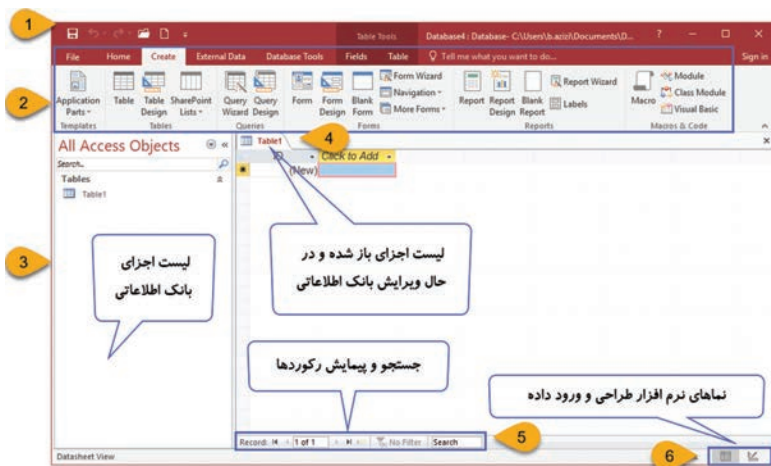 1
Table Tools
Database4 : Database- C:\Users\b.azizi\Documents\D...
?
File Home Create External Data Database Tools Fields Table Tell me what you want to do... Sign in
2
Application Parts
Table
Table Design
SharePoint Lists
Query Wizard
Query Design
Form
Form Design
Blank Form
Form Wizard
Navigation
More Forms
Report
Report Design
Blank Report
Report Wizard
Labels
Macro
Module
Class Module
Visual Basic
Templates Tables Queries Forms Reports Macros & Code
All Access Objects
Search..
Tables
Table1
4
Table1
ID Click to Add
(New)
3
لیست اجزای
بانک اطلاعاتی
لیست اجزای باز شده و در
حال ویرایش بانک اطلاعاتی
جستجو و پیمایش رکوردها
نماهای نرم افزار طراحی و ورود داده
Record: 1 of 1 No Filter Search
5
Datasheet View
6